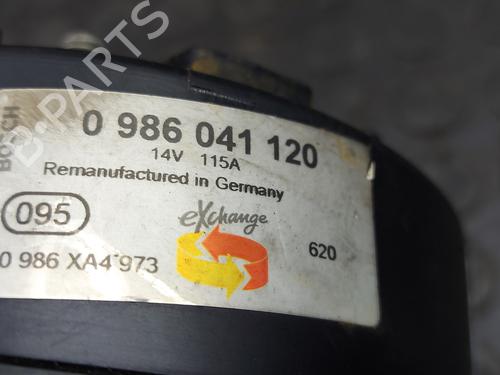 BOSCH
0 986 041 120
14V 115A
Remanufactured in Germany
095
eXchange
0 986 XA4 973
620
B-PARTS